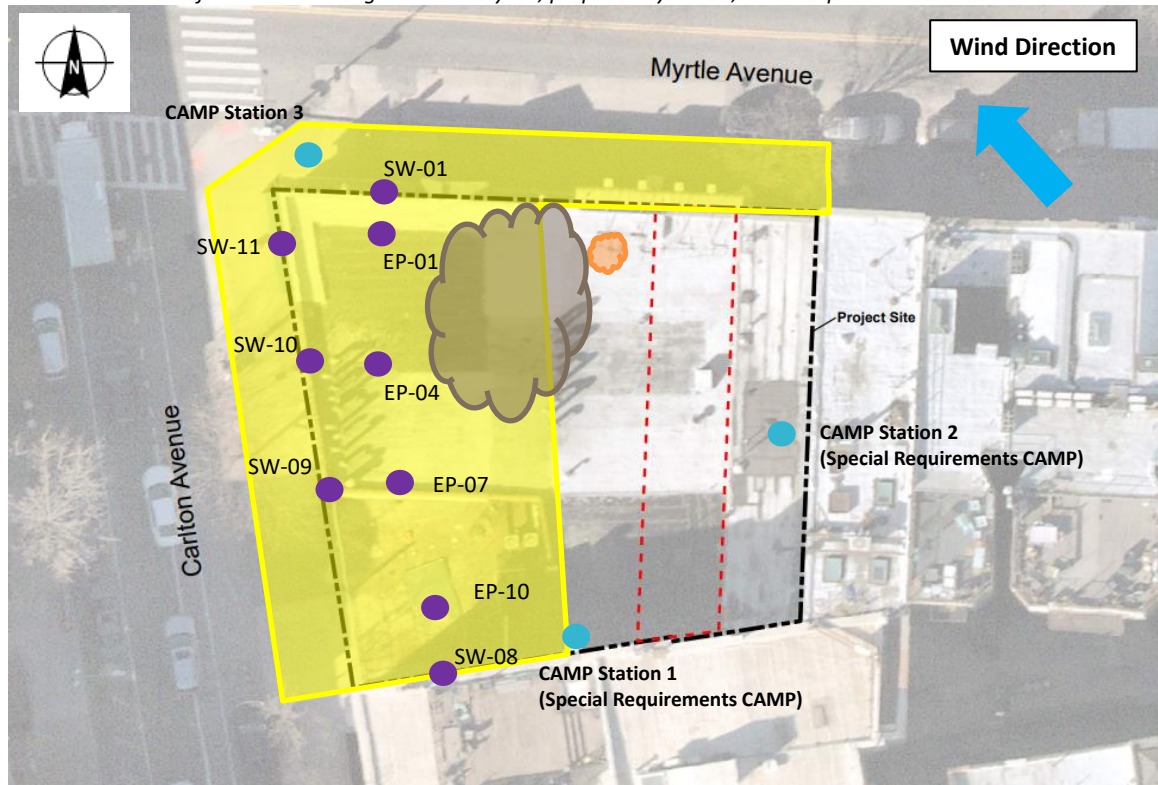 Wind Direction
N
Myrtle Avenue
CAMP Station 3
SW-01
SW-11
EP-01
Project Site
SW-10
EP-04
Carlton Avenue
CAMP Station 2
(Special Requirements CAMP)
SW-09
EP-07
EP-10
SW-08
CAMP Station 1
(Special Requirements CAMP)